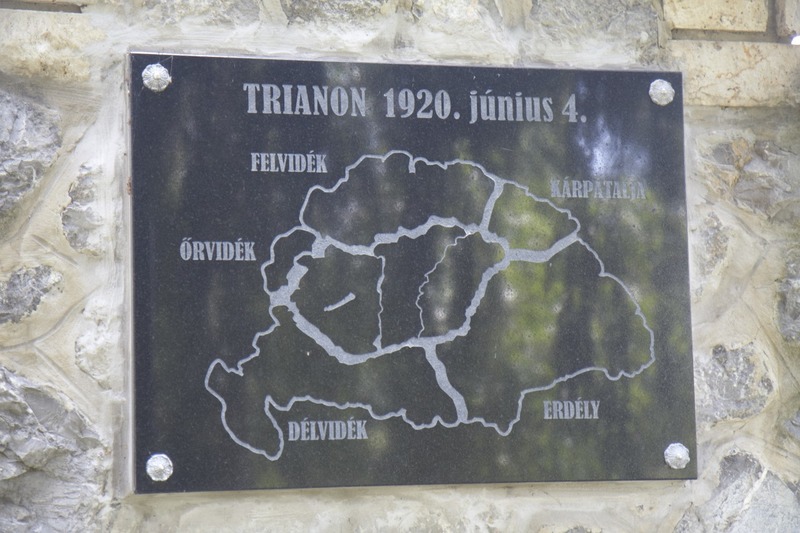 TRIANON 1920. június 4.
FELVIDÉK
KÁRPÁTALJA
ŐRVIDÉK
ERDÉLY
DÉLVIDÉK